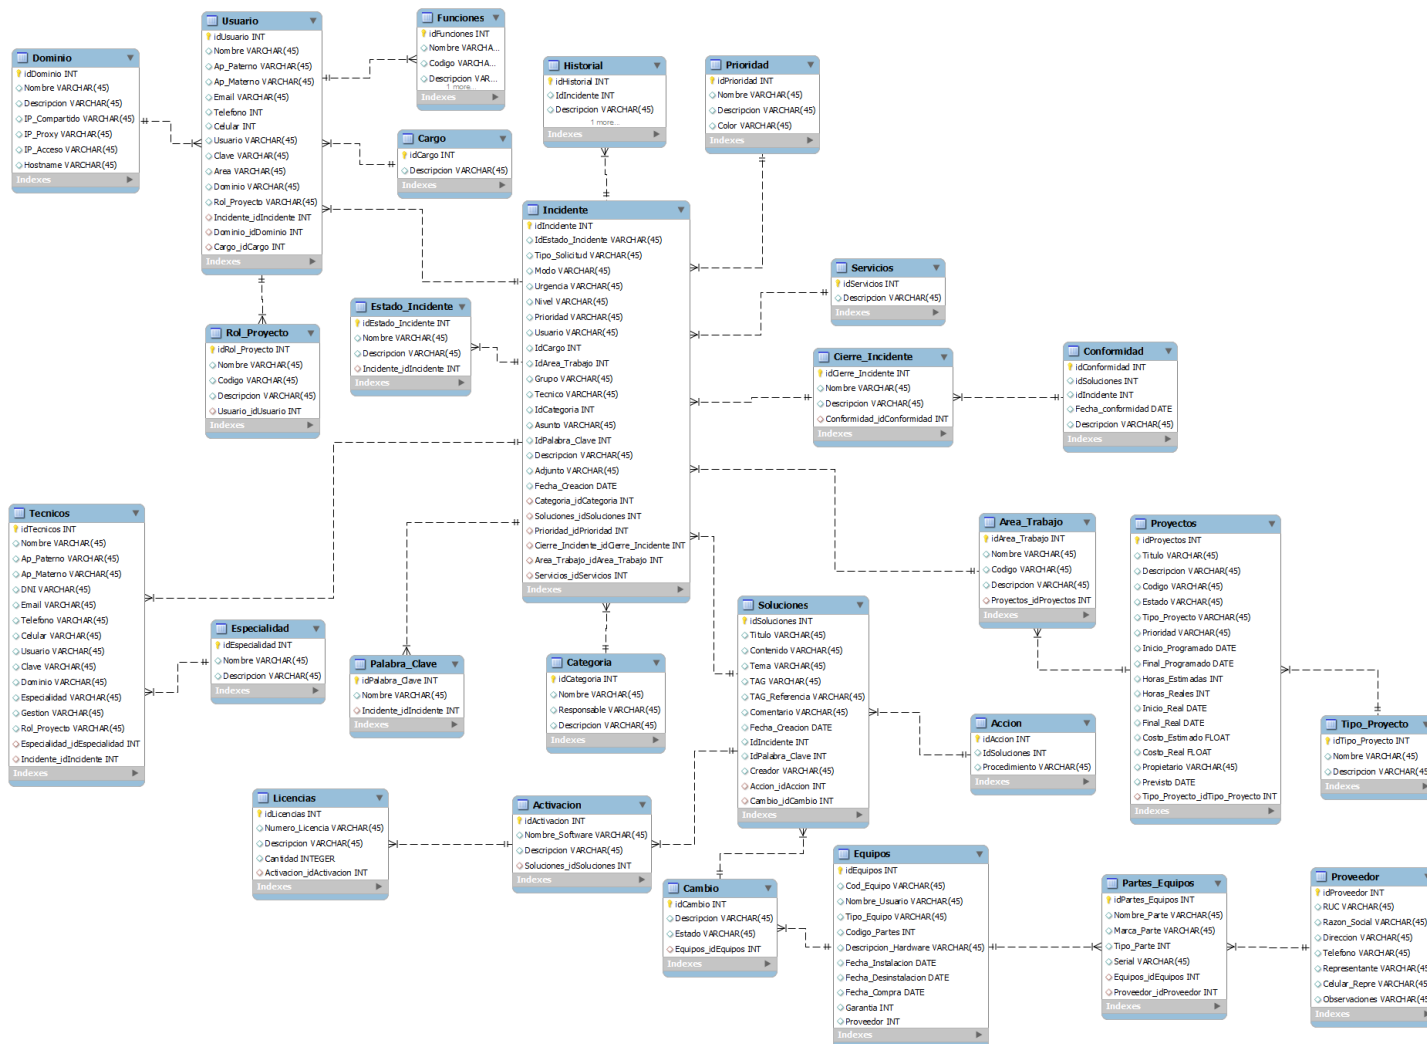 Usuario
idUsuario INT
Nombre VARCHAR(45)
Ap_Paterno VARCHAR(45)
Ap_Materno VARCHAR(45)
Email VARCHAR(45)
Telefono INT
Celular INT
Usuario VARCHAR(45)
Clave VARCHAR(45)
Area VARCHAR(45)
Dominio VARCHAR(45)
Rol_Proyecto VARCHAR(45)
Incidente_idIncidente INT
Dominio_idDominio INT
Cargo_idCargo INT
Indexes
Funciones
idFunciones INT
Nombre VARCHA...
Codigo VARCHA...
Descripcion VAR...
1 more...
Indexes
Dominio
idDominio INT
Nombre VARCHAR(45)
Descripcion VARCHAR(45)
IP_Compartido VARCHAR(45)
IP_Proxy VARCHAR(45)
IP_Acceso VARCHAR(45)
Hostname VARCHAR(45)
Indexes
Historial
idHistorial INT
IdIncidente INT
Descripcion VARCHAR(45)
1 more...
Indexes
Prioridad
idPrioridad INT
Nombre VARCHAR(45)
Descripcion VARCHAR(45)
Color VARCHAR(45)
Indexes
Cargo
idCargo INT
Descripcion VARCHAR(45)
Indexes
Incidente
idIncidente INT
IdEstado_Incidente VARCHAR(45)
Tipo_Solicitud VARCHAR(45)
Modo VARCHAR(45)
Urgencia VARCHAR(45)
Nivel VARCHAR(45)
Prioridad VARCHAR(45)
Usuario VARCHAR(45)
IdCargo INT
IdArea_Trabajo INT
Grupo VARCHAR(45)
Tecnico VARCHAR(45)
IdCategoria INT
Asunto VARCHAR(45)
IdPalabra_Clave INT
Descripcion VARCHAR(45)
Adjunto VARCHAR(45)
Fecha_Creacion DATE
Categoria_idCategoria INT
Soluciones_idSoluciones INT
Prioridad_idPrioridad INT
Cierre_Incidente_idCierre_Incidente INT
Area_Trabajo_idArea_Trabajo INT
Servicios_idServicios INT
Indexes
Servicios
idServicios INT
Descripcion VARCHAR(45)
Indexes
Estado_Incidente
idEstado_Incidente INT
Nombre VARCHAR(45)
Descripcion VARCHAR(45)
Incidente_idIncidente INT
Indexes
Rol_Proyecto
idRol_Proyecto INT
Nombre VARCHAR(45)
Codigo VARCHAR(45)
Descripcion VARCHAR(45)
Usuario_idUsuario INT
Indexes
Cierre_Incidente
idCierre_Incidente INT
Nombre VARCHAR(45)
Descripcion VARCHAR(45)
Conformidad_idConformidad INT
Indexes
Conformidad
idConformidad INT
idSoluciones INT
idIncidente INT
Fecha_conformidad DATE
Descripcion VARCHAR(45)
Indexes
Tecnicos
idTecnicos INT
Nombre VARCHAR(45)
Ap_Paterno VARCHAR(45)
Ap_Materno VARCHAR(45)
DNI VARCHAR(45)
Email VARCHAR(45)
Telefono VARCHAR(45)
Celular VARCHAR(45)
Usuario VARCHAR(45)
Clave VARCHAR(45)
Dominio VARCHAR(45)
Especialidad VARCHAR(45)
Gestion VARCHAR(45)
Rol_Proyecto VARCHAR(45)
Especialidad_idEspecialidad INT
Incidente_idIncidente INT
Indexes
Especialidad
idEspecialidad INT
Nombre VARCHAR(45)
Descripcion VARCHAR(45)
Indexes
Palabra_Clave
idPalabra_Clave INT
Nombre VARCHAR(45)
Incidente_idIncidente INT
Indexes
Categoria
idCategoria INT
Nombre VARCHAR(45)
Responsable VARCHAR(45)
Descripcion VARCHAR(45)
Indexes
Soluciones
idSoluciones INT
Titulo VARCHAR(45)
Contenido VARCHAR(45)
Tema VARCHAR(45)
TAG VARCHAR(45)
TAG_Referencia VARCHAR(45)
Comentario VARCHAR(45)
Fecha_Creacion DATE
IdIncidente INT
IdPalabra_Clave INT
Creador VARCHAR(45)
Accion_idAccion INT
Cambio_idCambio INT
Indexes
Area_Trabajo
idArea_Trabajo INT
Nombre VARCHAR(45)
Codigo VARCHAR(45)
Descripcion VARCHAR(45)
Proyectos_idProyectos INT
Indexes
Proyectos
idProyectos INT
Titulo VARCHAR(45)
Descripcion VARCHAR(45)
Codigo VARCHAR(45)
Estado VARCHAR(45)
Tipo_Proyecto VARCHAR(45)
Prioridad VARCHAR(45)
Inicio_Programado DATE
Final_Programado DATE
Horas_Estimadas INT
Horas_Reales INT
Inicio_Real DATE
Final_Real DATE
Costo_Estimado FLOAT
Costo_Real FLOAT
Propietario VARCHAR(45)
Previsto DATE
Tipo_Proyecto_idTipo_Proyecto INT
Indexes
Accion
idAccion INT
IdSoluciones INT
Procedimiento VARCHAR(45)
Indexes
Tipo_Proyecto
idTipo_Proyecto INT
Nombre VARCHAR(45)
Descripcion VARCHAR(45)
Indexes
Licencias
idLicencias INT
Numero_Licencia VARCHAR(45)
Descripcion VARCHAR(45)
Cantidad INTEGER
Activacion_idActivacion INT
Indexes
Activacion
idActivacion INT
Nombre_Software VARCHAR(45)
Descripcion VARCHAR(45)
Soluciones_idSoluciones INT
Indexes
Cambio
idCambio INT
Descripcion VARCHAR(45)
Estado VARCHAR(45)
Equipos_idEquipos INT
Indexes
Equipos
idEquipos INT
Cod_Equipo VARCHAR(45)
Nombre_Usuario VARCHAR(45)
Tipo_Equipo VARCHAR(45)
Codigo_Partes INT
Descripcion_Hardware VARCHAR(45)
Fecha_Instalacion DATE
Fecha_Desinstalacion DATE
Fecha_Compra DATE
Garantia INT
Proveedor INT
Indexes
Partes_Equipos
idPartes_Equipos INT
Nombre_Parte VARCHAR(45)
Marca_Parte VARCHAR(45)
Tipo_Parte INT
Serial VARCHAR(45)
Equipos_idEquipos INT
Proveedor_idProveedor INT
Indexes
Proveedor
idProveedor INT
RUC VARCHAR(45)
Razon_Social VARCHAR(45)
Direccion VARCHAR(45)
Telefono VARCHAR(45)
Representante VARCHAR(45)
Celular_Repre VARCHAR(45)
Observaciones VARCHAR(45)
Indexes